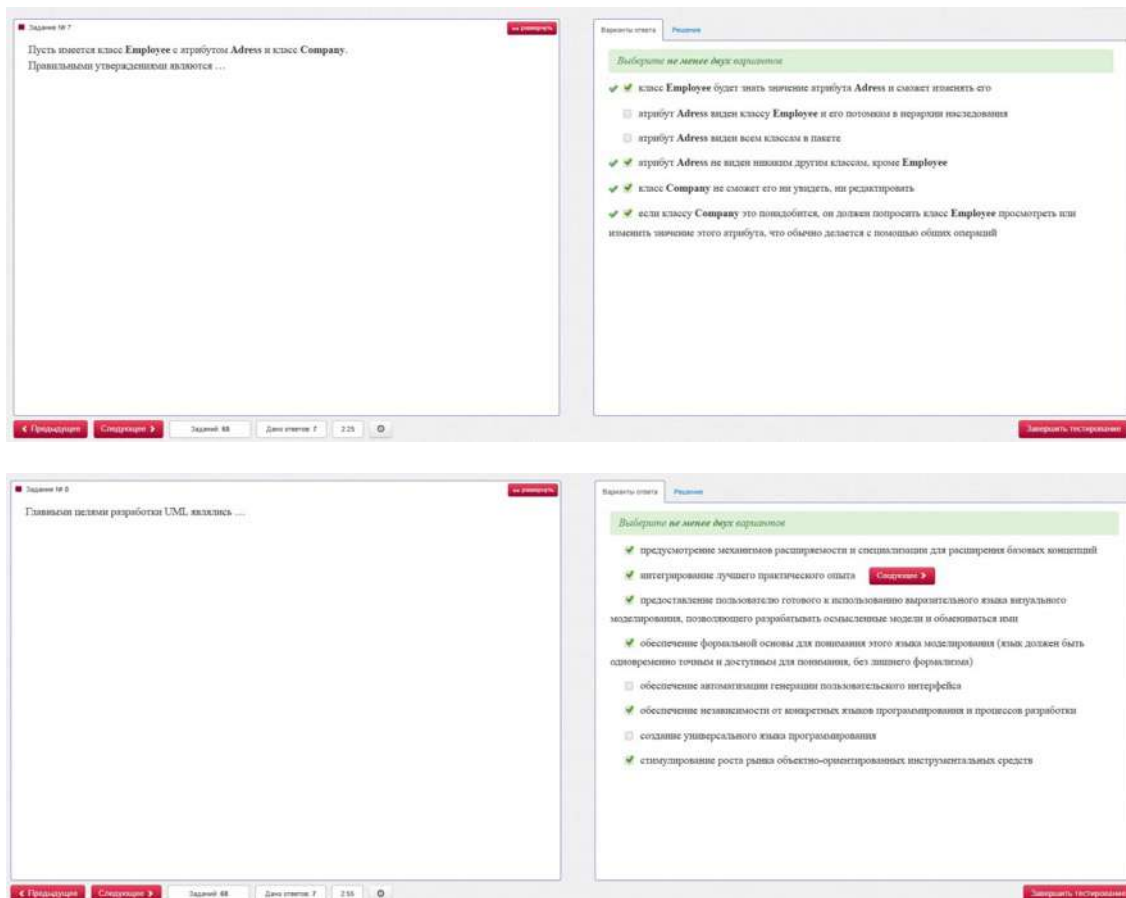 Задание № 7
развернуть
Пусть имеется класс Employee с атрибутом Adress и класс Company.
Правильными утверждениями являются …
Варианты ответа
Решение
Выберите не менее двух вариантов
класс Employee будет знать значение атрибута Adress и сможет изменять его
атрибут Adress виден классу Employee и его потомкам в иерархии наследования
атрибут Adress виден всем классам в пакете
атрибут Adress не виден никаким другим классам, кроме Employee
класс Company не сможет его ни увидеть, ни редактировать
если классу Company это понадобится, он должен попросить класс Employee просмотреть или
изменить значение этого атрибута, что обычно делается с помощью общих операций
Предыдущее
Следующее
Заданий 68
Дано ответов 7
2:25
Завершить тестирование
Задание № 8
развернуть
Главными целями разработки UML являлись …
Варианты ответа
Решение
Выберите не менее двух вариантов
предусмотрение механизмов расширяемости и специализации для расширения базовых концепций
интегрирование лучшего практического опыта
Следующее
предоставление пользователю готового к использованию выразительного языка визуального
моделирования, позволяющего разрабатывать осмысленные модели и обмениваться ими
обеспечение формальной основы для понимания этого языка моделирования (язык должен быть
одновременно точным и доступным для понимания, без лишнего формализма)
обеспечение автоматизации генерации пользовательского интерфейса
обеспечение независимости от конкретных языков программирования и процессов разработки
создание универсального языка программирования
стимулирование роста рынка объектно-ориентированных инструментальных средств
Предыдущее
Следующее
Заданий 68
Дано ответов 7
2:55
Завершить тестирование